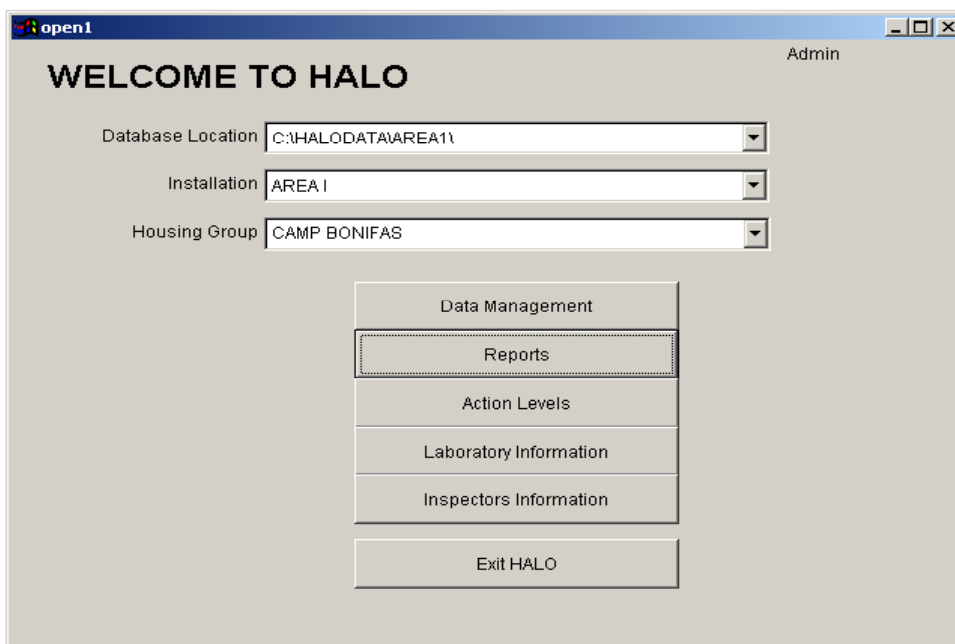 open1
Admin
WELCOME TO HALO
Database Location C:\HALODATA\AREA1\
Installation AREA I
Housing Group CAMP BONIFAS
Data Management
Reports
Action Levels
Laboratory Information
Inspectors Information
Exit HALO